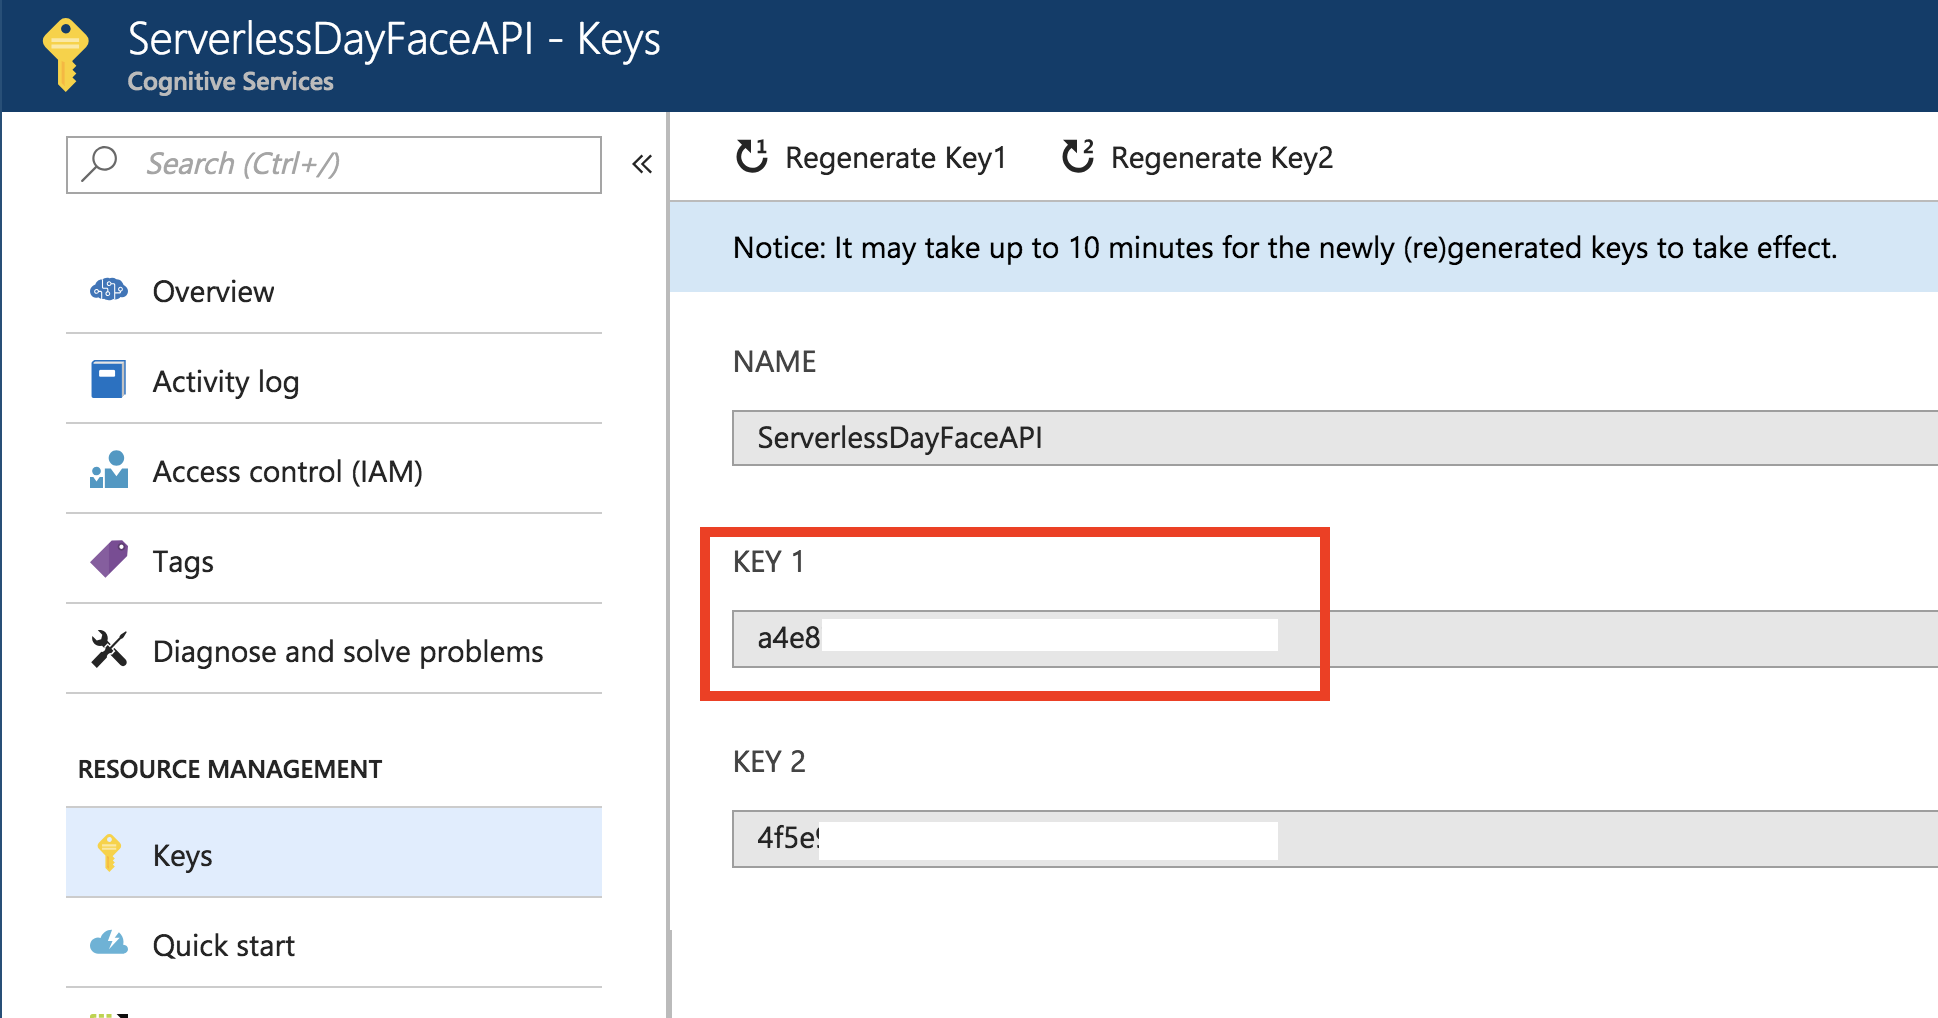 ServerlessDayFaceAPI - Keys
Cognitive Services
Search (Ctrl+/)
«
Overview
Activity log
Access control (IAM)
Tags
Diagnose and solve problems
RESOURCE MANAGEMENT
Keys
Quick start
1 Regenerate Key1
2 Regenerate Key2
Notice: It may take up to 10 minutes for the newly (re)generated keys to take effect.
NAME
ServerlessDayFaceAPI
KEY 1
a4e8
KEY 2
4f5e